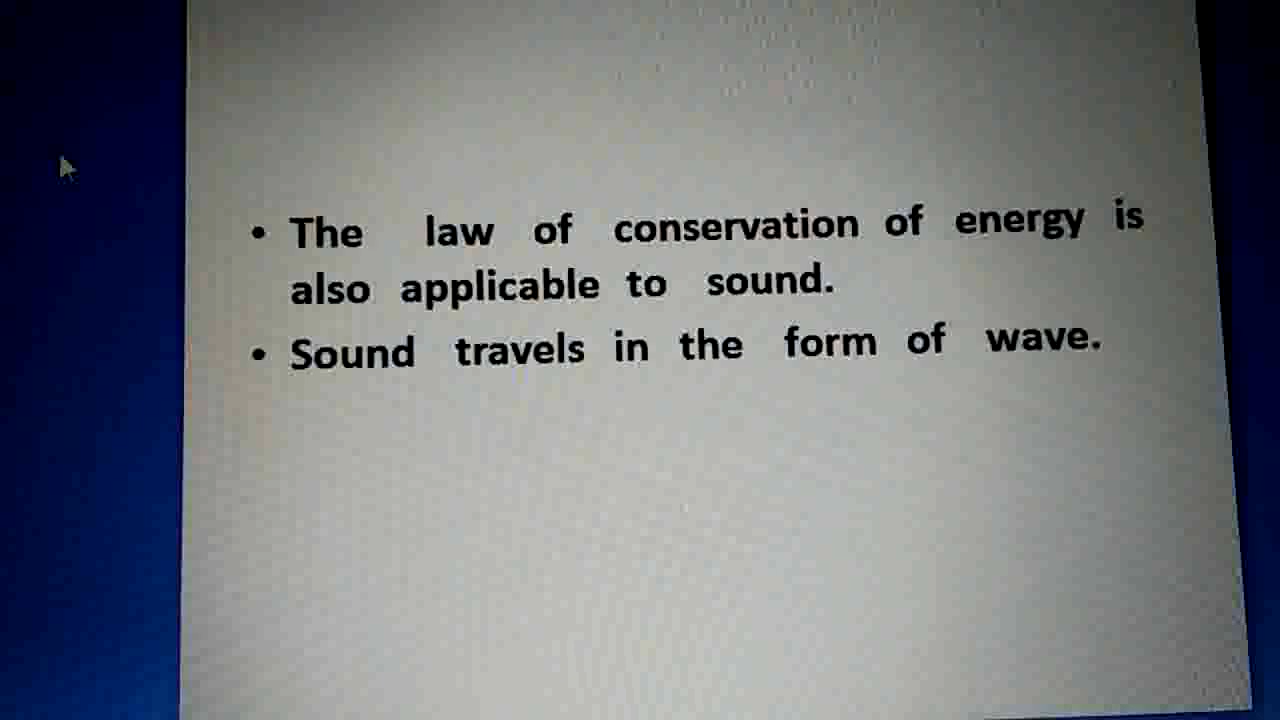 • The law of conservation of energy is
also applicable to sound.
• Sound travels in the form of wave.